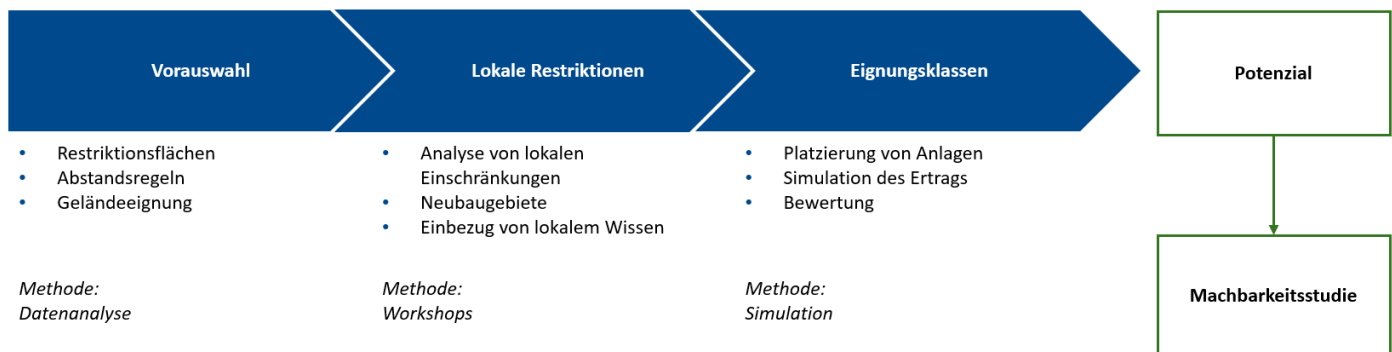 Vorauswahl
Lokale Restriktionen
Eignungsklassen
Potenzial
• Restriktionsflächen
• Abstandsregeln
• Geländeeignung
Methode:
Datenanalyse
• Analyse von lokalen
Einschränkungen
• Neubaugebiete
• Einbezug von lokalem Wissen
Methode:
Workshops
• Platzierung von Anlagen
• Simulation des Ertrags
• Bewertung
Methode:
Simulation
Machbarkeitsstudie